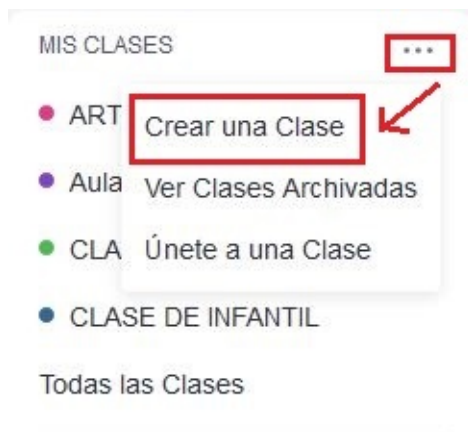 MIS CLASES ...
ART
Crear una Clase
Aula
Ver Clases Archivadas
CLA
Únete a una Clase
CLASE DE INFANTIL
Todas las Clases